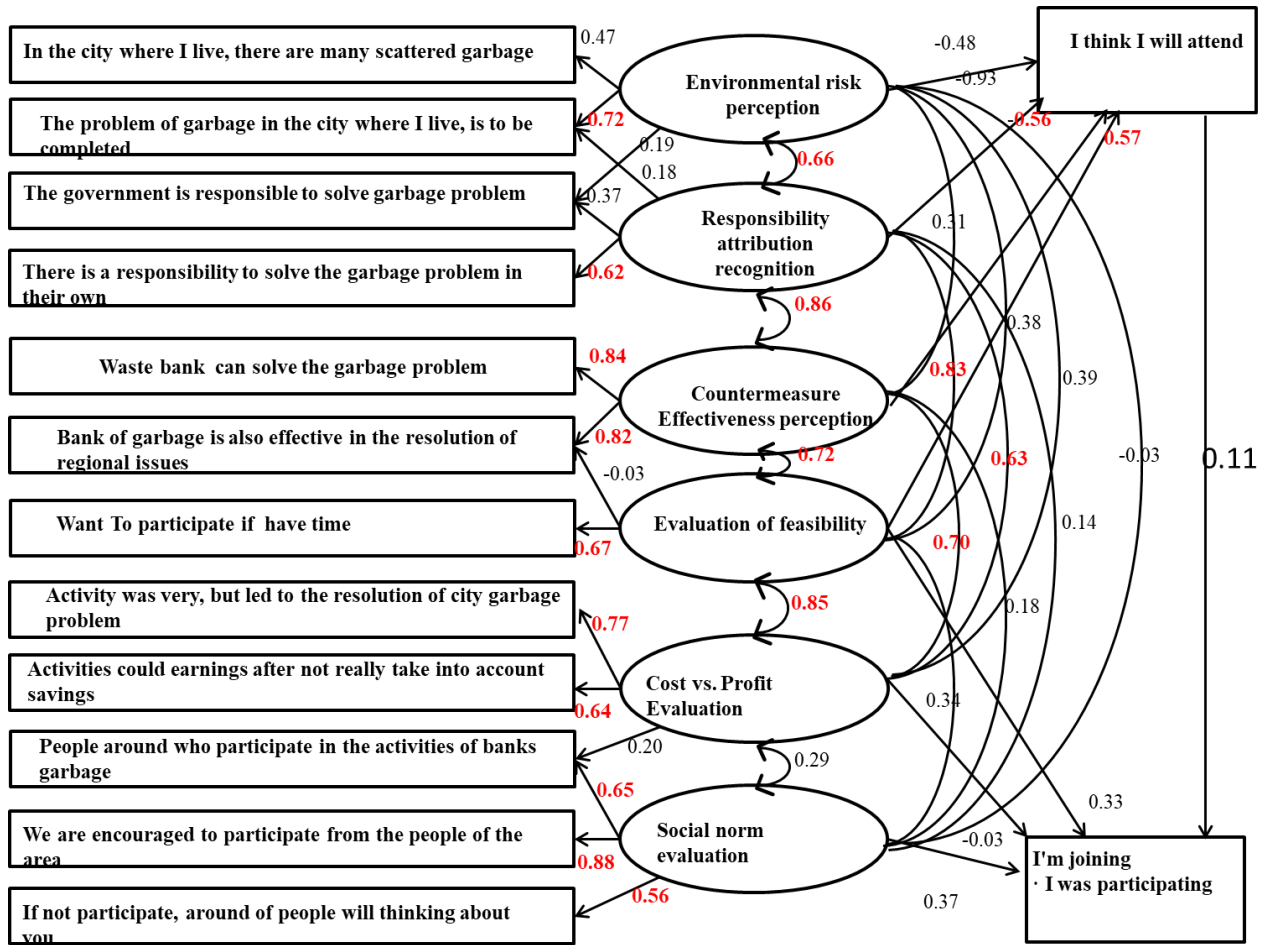 In the city where I live, there are many scattered garbage
The problem of garbage in the city where I live, is to be
completed
The government is responsible to solve garbage problem
There is a responsibility to solve the garbage problem in
their own
Waste bank can solve the garbage problem
Bank of garbage is also effective in the resolution of
regional issues
Want To participate if have time
Activity was very, but led to the resolution of city garbage
problem
Activities could earnings after not really take into account
savings
People around who participate in the activities of banks
garbage
We are encouraged to participate from the people of the
area
If not participate, around of people will thinking about
you
0.47
0.72
0.19
0.18
0.37
0.62
0.84
0.82
-0.03
0.67
0.77
0.64
0.20
0.65
0.88
0.56
Environmental risk
perception
0.66
Responsibility
attribution
recognition
0.86
Countermeasure
Effectiveness perception
0.72
Evaluation of feasibility
0.85
Cost vs. Profit
Evaluation
0.29
Social norm
evaluation
-0.48
-0.93
-0.56
0.57
0.31
0.38
0.83
0.39
0.63
-0.03
0.14
0.70
0.18
0.34
0.33
-0.03
0.37
I think I will attend
0.11
I'm joining
· I was participating